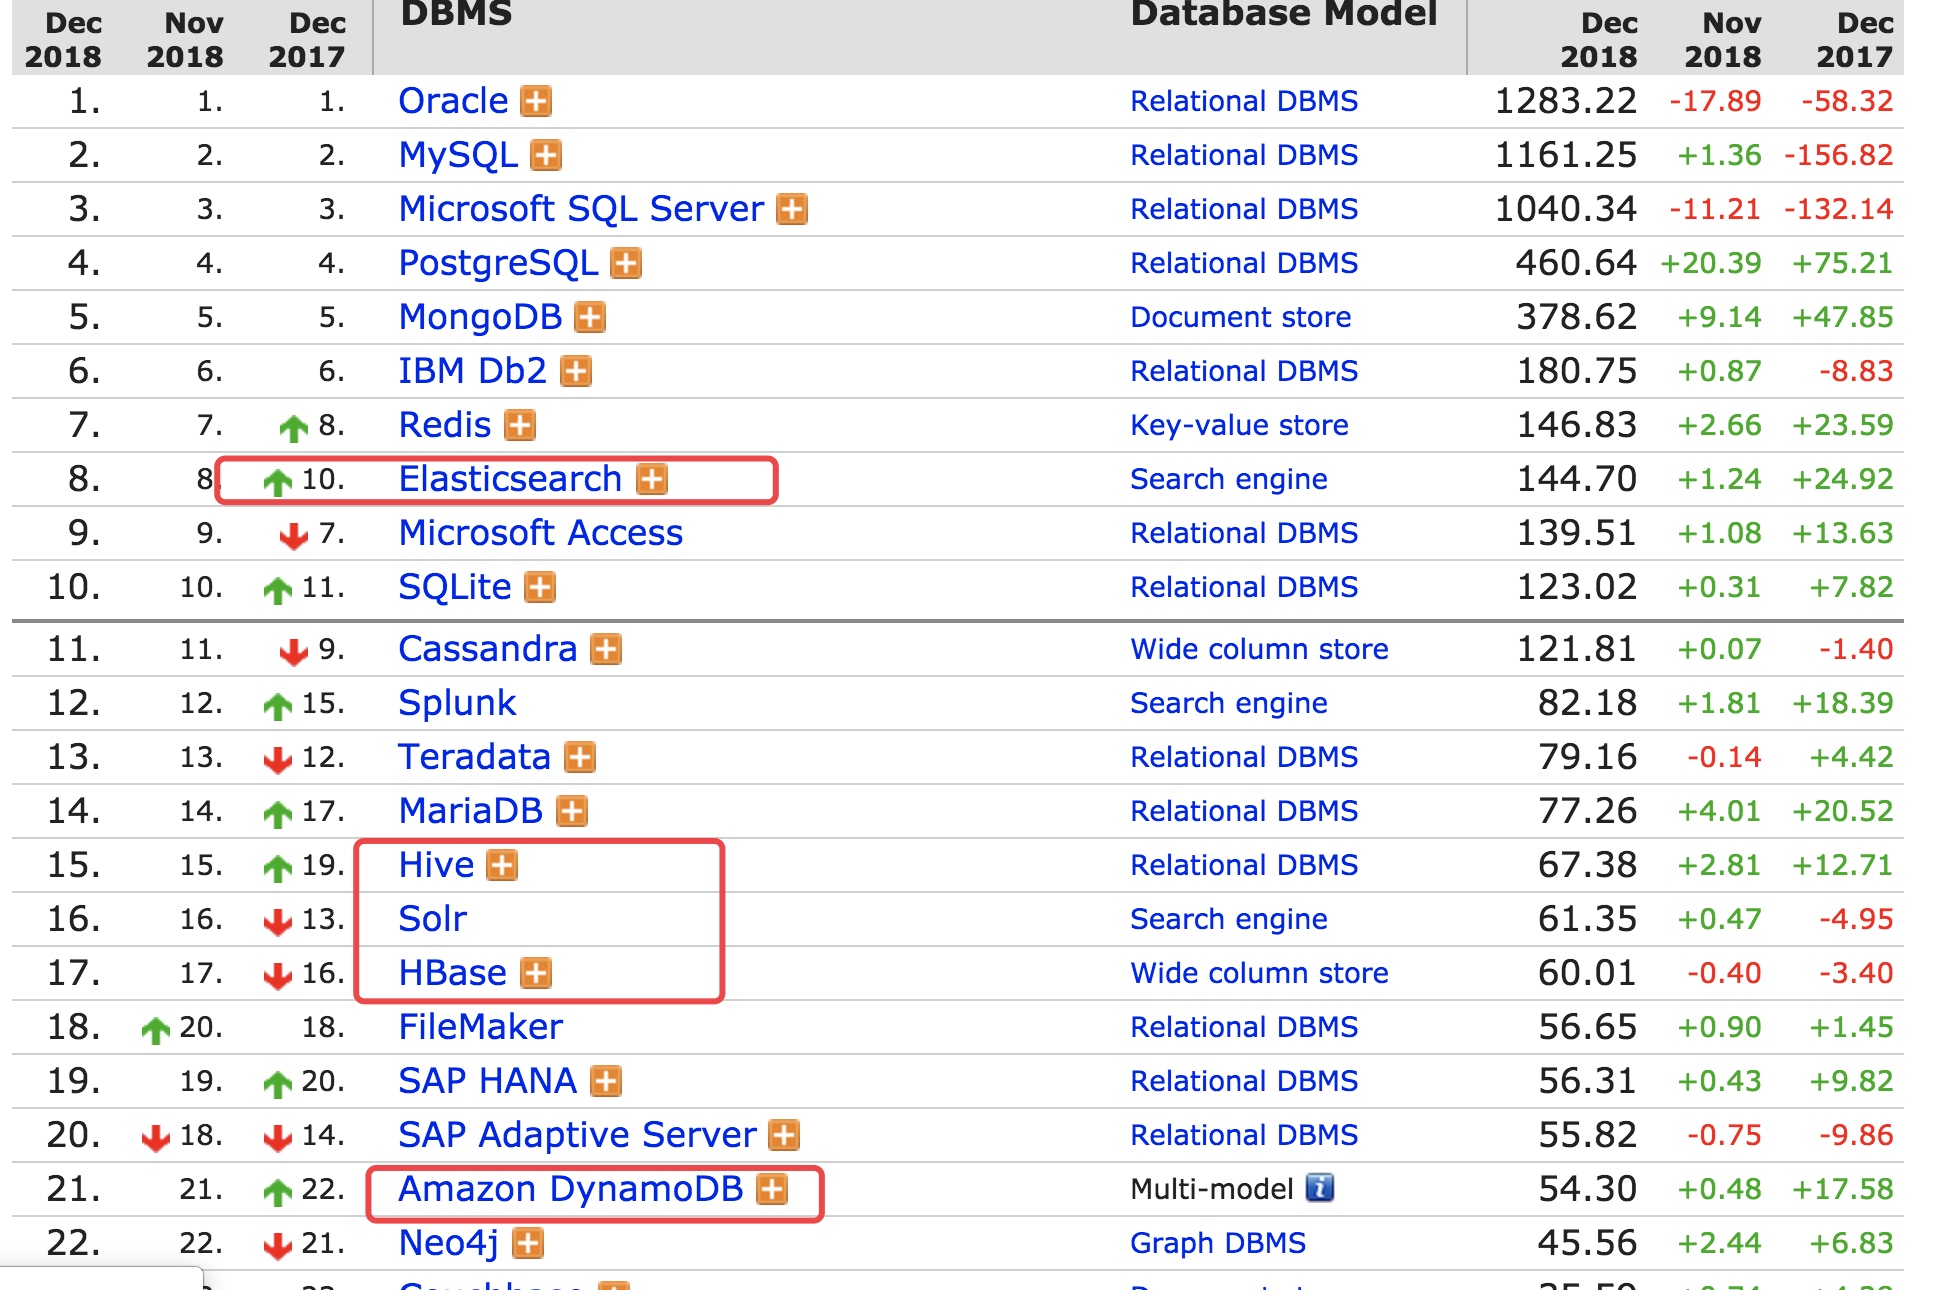 Dec 2018 Nov 2018 Dec 2017 DBMS Database Model Dec 2018 Nov 2018 Dec 2017
1. 1. 1. Oracle Relational DBMS 1283.22 -17.89 -58.32
2. 2. 2. MySQL Relational DBMS 1161.25 +1.36 -156.82
3. 3. 3. Microsoft SQL Server Relational DBMS 1040.34 -11.21 -132.14
4. 4. 4. PostgreSQL Relational DBMS 460.64 +20.39 +75.21
5. 5. 5. MongoDB Document store 378.62 +9.14 +47.85
6. 6. 6. IBM Db2 Relational DBMS 180.75 +0.87 -8.83
7. 7. 8. Redis Key-value store 146.83 +2.66 +23.59
8. 8. 10. Elasticsearch Search engine 144.70 +1.24 +24.92
9. 9. 7. Microsoft Access Relational DBMS 139.51 +1.08 +13.63
10. 10. 11. SQLite Relational DBMS 123.02 +0.31 +7.82
11. 11. 9. Cassandra Wide column store 121.81 +0.07 -1.40
12. 12. 15. Splunk Search engine 82.18 +1.81 +18.39
13. 13. 12. Teradata Relational DBMS 79.16 -0.14 +4.42
14. 14. 17. MariaDB Relational DBMS 77.26 +4.01 +20.52
15. 15. 19. Hive Relational DBMS 67.38 +2.81 +12.71
16. 16. 13. Solr Search engine 61.35 +0.47 -4.95
17. 17. 16. HBase Wide column store 60.01 -0.40 -3.40
18. 20. 18. FileMaker Relational DBMS 56.65 +0.90 +1.45
19. 19. 20. SAP HANA Relational DBMS 56.31 +0.43 +9.82
20. 18. 14. SAP Adaptive Server Relational DBMS 55.82 -0.75 -9.86
21. 21. 22. Amazon DynamoDB Multi-model 54.30 +0.48 +17.58
22. 22. 21. Neo4j Graph DBMS 45.56 +2.44 +6.83